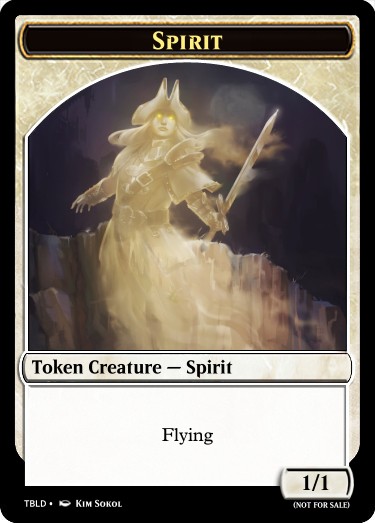 Spirit
Token Creature — Spirit
Flying
1/1
TBLD • Kim Sokol
(NOT FOR SALE)